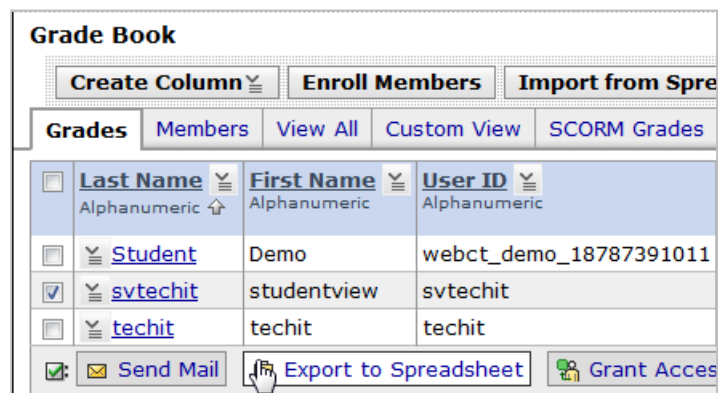 Grade Book
Create Column Enroll Members Import from Spre
Grades Members View All Custom View SCORM Grades
Last Name First Name User ID
Alphanumeric Alphanumeric Alphanumeric
Student Demo webct_demo_18787391011
svtechit studentview svtechit
techit techit techit
: Send Mail Export to Spreadsheet Grant Acces